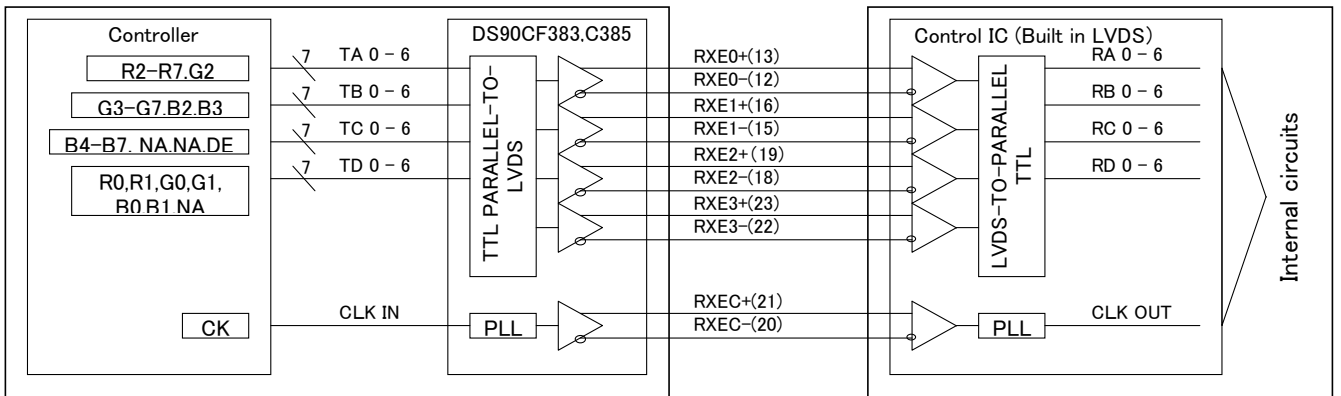 Controller
R2-R7.G2
G3-G7.B2.B3
B4-B7. NA.NA.DE
R0,R1,G0,G1,
B0.B1.NA
CK
7
TA 0 - 6
7
TB 0 - 6
7
TC 0 - 6
7
TD 0 - 6
CLK IN
DS90CF383,C385
TTL PARALLEL-TO-
LVDS
PLL
RXE0+(13)
RXE0-(12)
RXE1+(16)
RXE1-(15)
RXE2+(19)
RXE2-(18)
RXE3+(23)
RXE3-(22)
RXEC+(21)
RXEC-(20)
Control IC (Built in LVDS)
LVDS-TO-PARALLEL
TTL
PLL
RA 0 - 6
RB 0 - 6
RC 0 - 6
RD 0 - 6
CLK OUT
Internal circuits